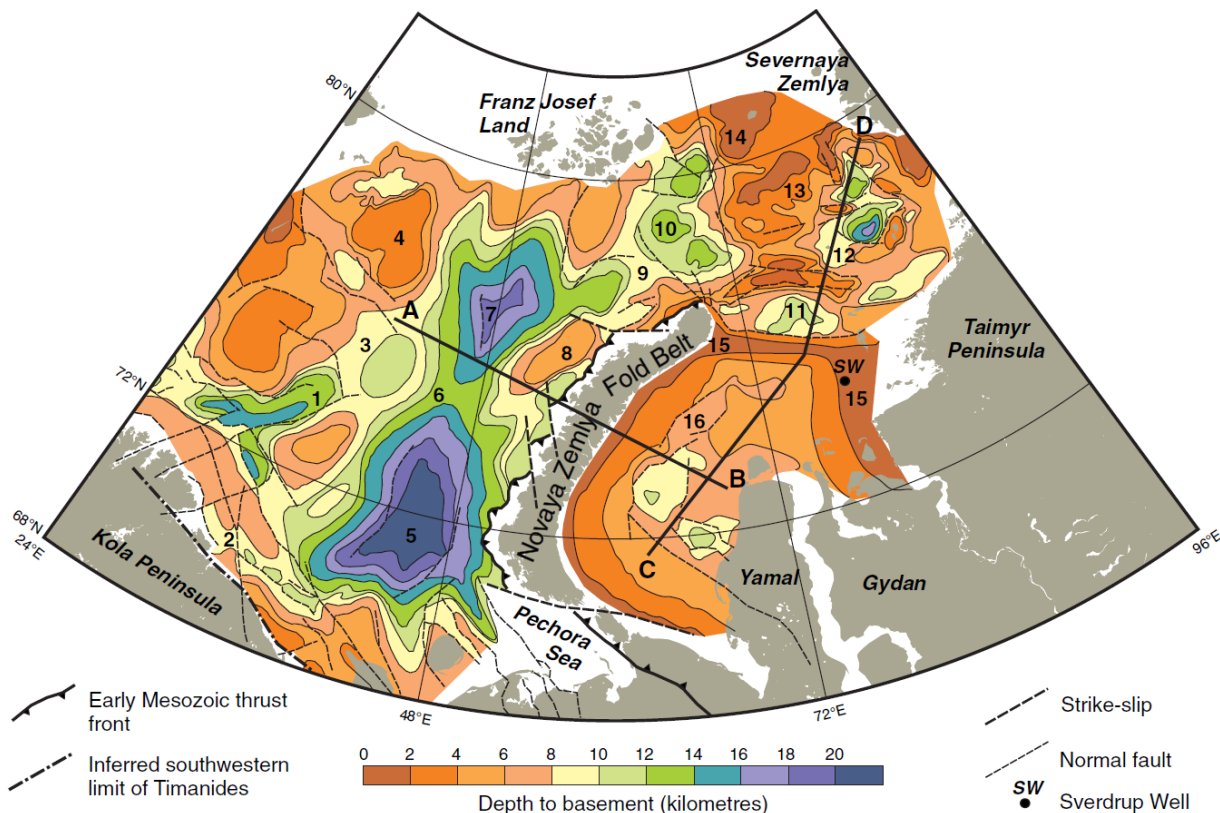 Severnaya
Zemlya
80°N
Franz Josef
Land
D
14
13
4
10
12
9
7
A
11
3
8
15
Taimyr
Peninsula
SW
15
72°N
1
6
Novaya Zemlya Fold Belt
16
B
5
68°N
24°E
2
C
Kola Peninsula
Yamal
Gydan
96°E
Pechora
Sea
48°E
72°E
Early Mesozoic thrust
front
Inferred southwestern
limit of Timanides
0 2 4 6 8 10 12 14 16 18 20
Depth to basement (kilometres)
Strike-slip
Normal fault
SW
Sverdrup Well